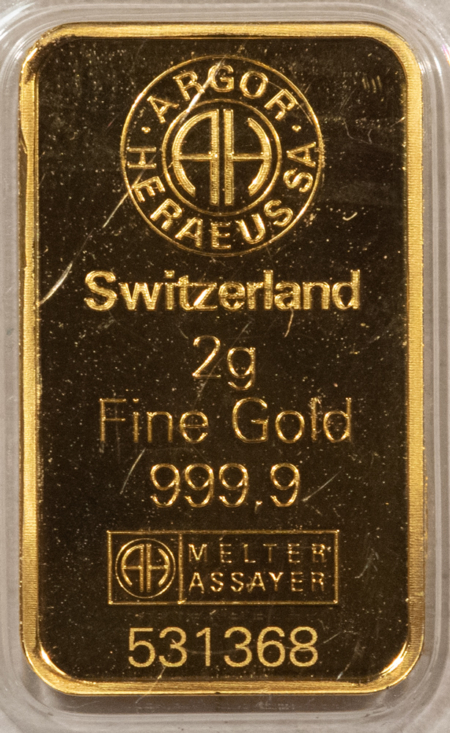 ARGOR
HERAEUS SA
AH
Switzerland
2g
Fine Gold
999.9
AH MELTER
ASSAYER
531368